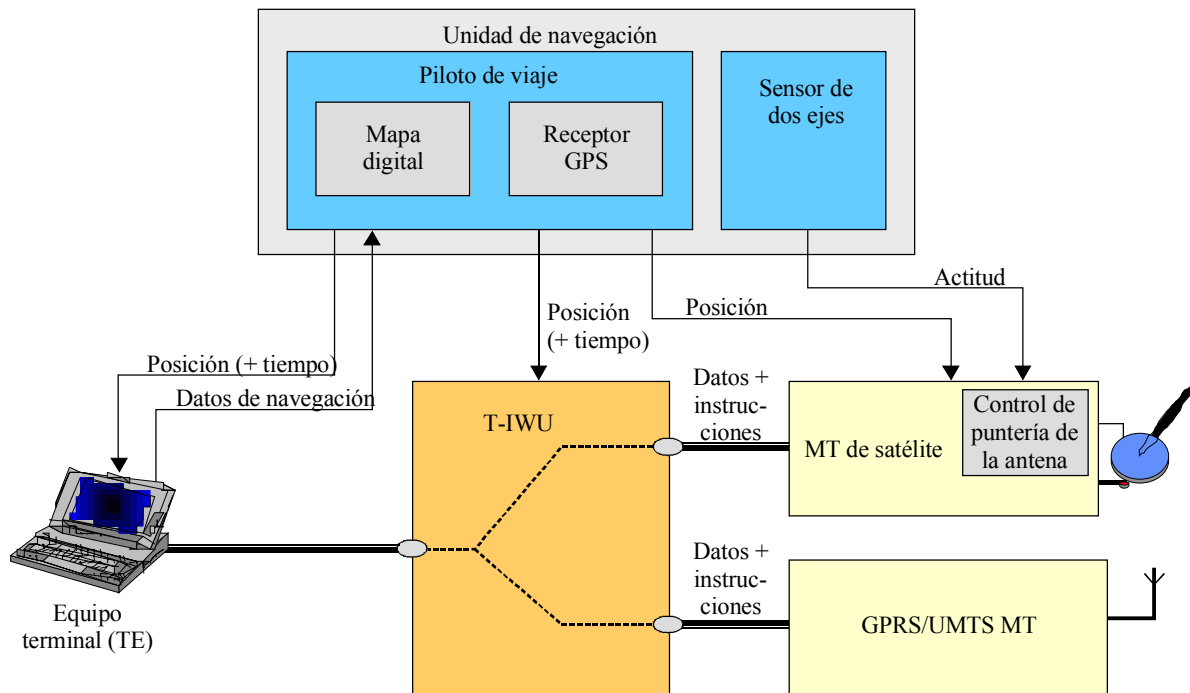 Unidad de navegación
Piloto de viaje
Mapa
digital
Receptor
GPS
Sensor de
dos ejes
Posición (+ tiempo)
Datos de navegación
Posición
(+ tiempo)
Posición
Actitud
T-IWU
Datos +
instruc-
ciones
MT de satélite
Control de
puntería de
la antena
Equipo
terminal (TE)
Datos +
instruc-
ciones
GPRS/UMTS MT